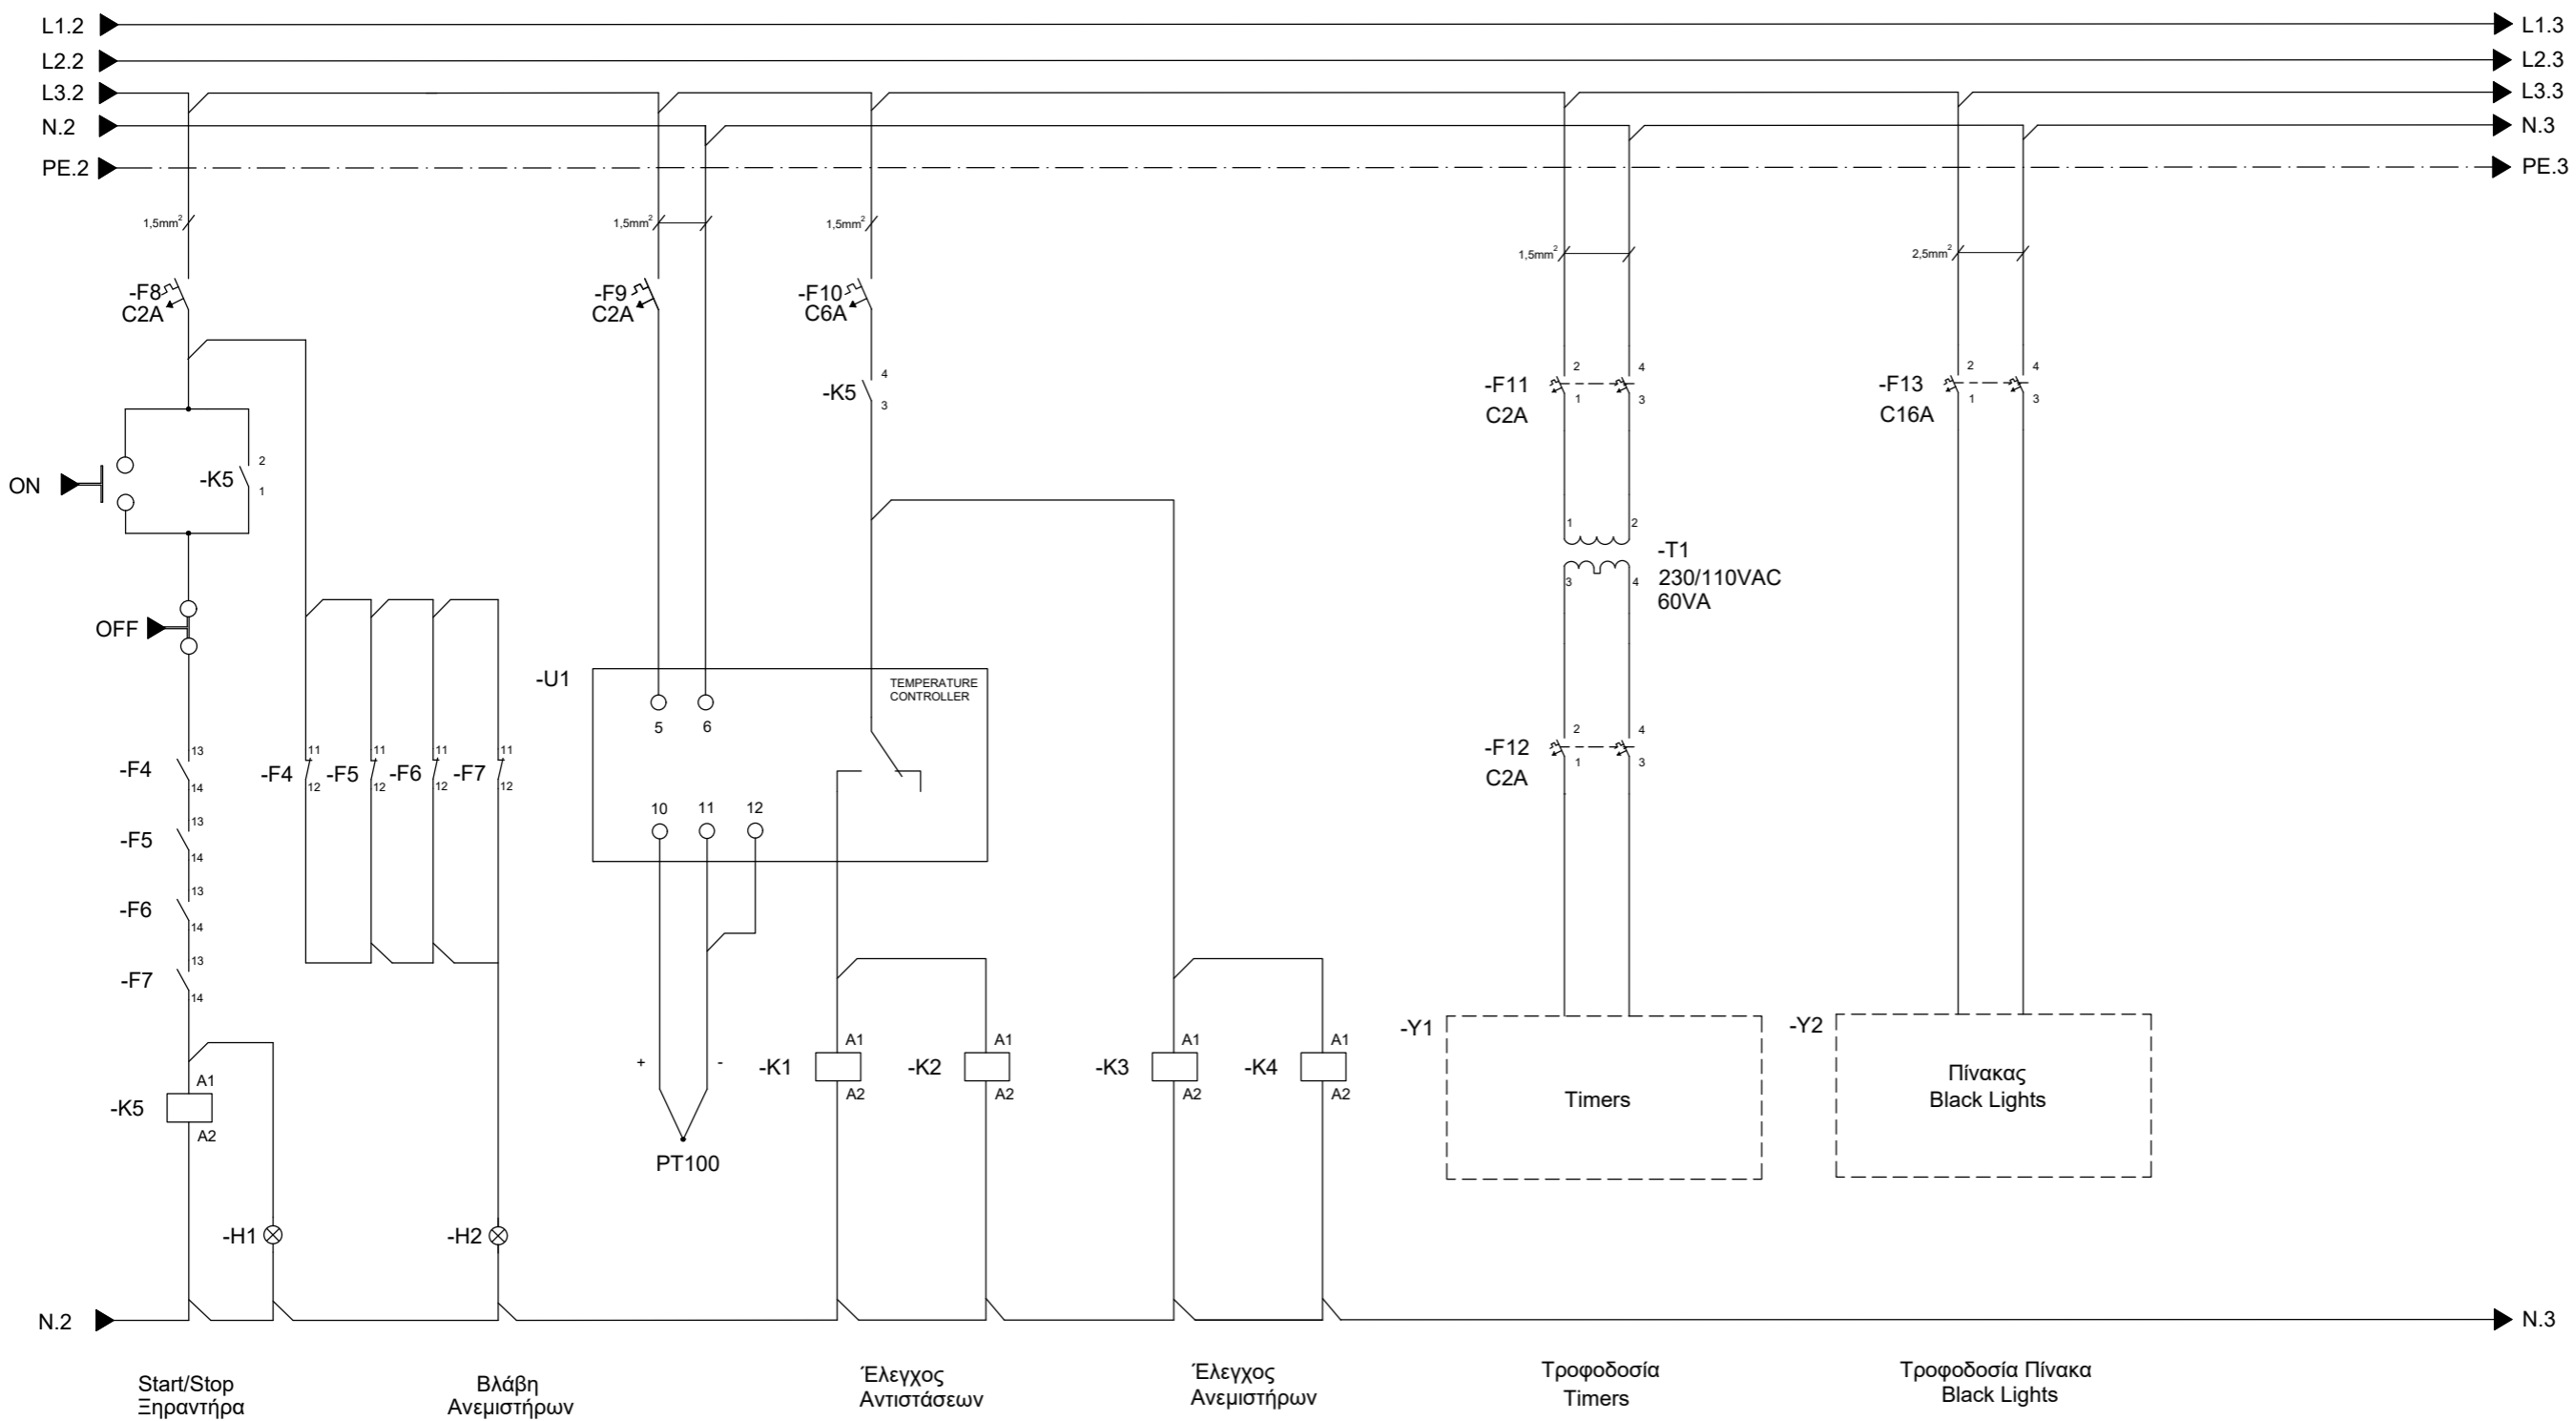 L1.2
L1.3
L2.2
L2.3
L3.2
L3.3
N.2
N.3
PE.2
PE.3
1,5mm²
1,5mm²
1,5mm²
1,5mm²
2,5mm²
-F8
C2A
-F9
C2A
-F10
C6A
-K5
4
3
-F11
C2A
2
4
1
3
-F13
C16A
2
4
1
3
ON
-K5
2
1
OFF
1
2
-T1
230/110VAC
60VA
3
4
-U1
TEMPERATURE
CONTROLLER
5
6
10
11
12
-F12
C2A
2
4
1
3
-F4
13
14
-F4
11
12
-F5
11
12
-F6
11
12
-F7
11
12
-F5
13
14
-F6
13
14
-F7
13
14
-K5
A1
A2
+
-
PT100
-K1
A1
A2
-K2
A1
A2
-K3
A1
A2
-K4
A1
A2
-Y1
Timers
-Y2
Πίνακας
Black Lights
-H1
-H2
N.2
N.3
Start/Stop
Ξηραντήρα
Βλάβη
Ανεμιστήρων
Έλεγχος
Αντιστάσεων
Έλεγχος
Ανεμιστήρων
Τροφοδοσία
Timers
Τροφοδοσία Πίνακα
Black Lights